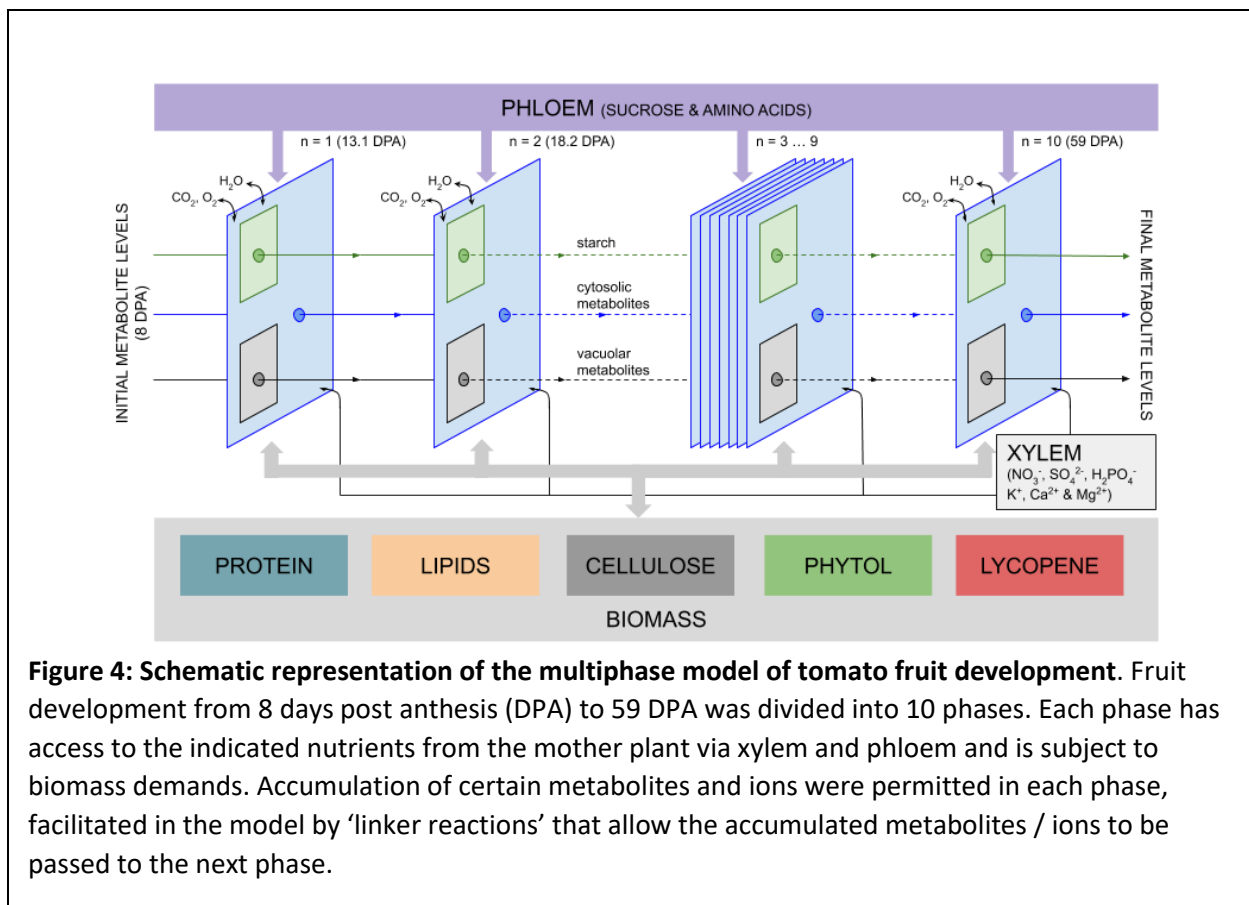 PHLOEM (SUCROSE & AMINO ACIDS)
n = 1 (13.1 DPA)
n = 2 (18.2 DPA)
n = 3 ... 9
n = 10 (59 DPA)
H₂O
CO₂, O₂
H₂O
CO₂, O₂
H₂O
CO₂, O₂
INITIAL METABOLITE LEVELS
(8 DPA)
starch
cytosolic
metabolites
vacuolar
metabolites
FINAL METABOLITE
LEVELS
XYLEM
(NO₃⁻, SO₄²⁻, H₂PO₄⁻
K⁺, Ca²⁺ & Mg²⁺)
PROTEIN
LIPIDS
CELLULOSE
PHYTOL
LYCOPENE
BIOMASS
Figure 4: Schematic representation of the multiphase model of tomato fruit development. Fruit
development from 8 days post anthesis (DPA) to 59 DPA was divided into 10 phases. Each phase has
access to the indicated nutrients from the mother plant via xylem and phloem and is subject to
biomass demands. Accumulation of certain metabolites and ions were permitted in each phase,
facilitated in the model by ‘linker reactions’ that allow the accumulated metabolites / ions to be
passed to the next phase.